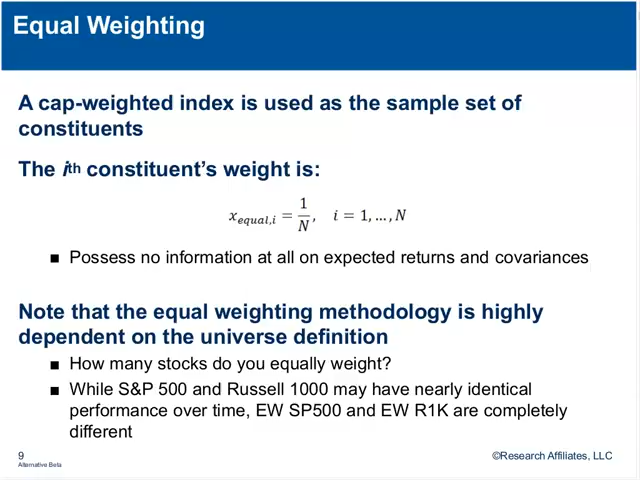 Equal Weighting
A cap-weighted index is used as the sample set of
constituents
The ith constituent's weight is:
x_equal,i = 1/N, i = 1, ..., N
■ Possess no information at all on expected returns and covariances
Note that the equal weighting methodology is highly
dependent on the universe definition
■ How many stocks do you equally weight?
■ While S&P 500 and Russell 1000 may have nearly identical
performance over time, EW SP500 and EW R1K are completely
different
9
Alternative Beta
©Research Affiliates, LLC